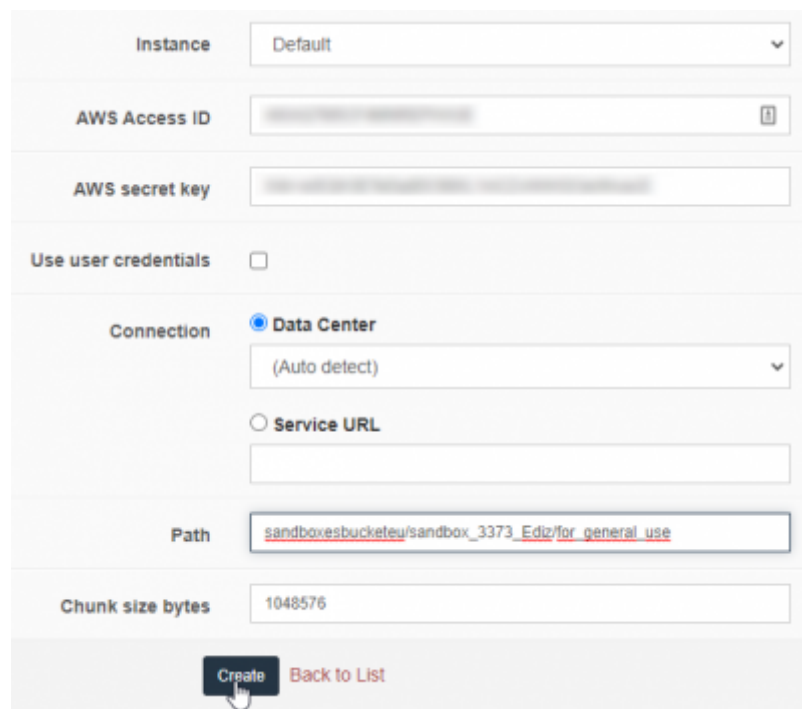 Instance Default
AWS Access ID
AWS secret key
Use user credentials
Connection Data Center
(Auto detect)
Service URL
Path sandboxesbucketeu/sandbox_3373_Ediz/for_general_use
Chunk size bytes 1048576
Create Back to List